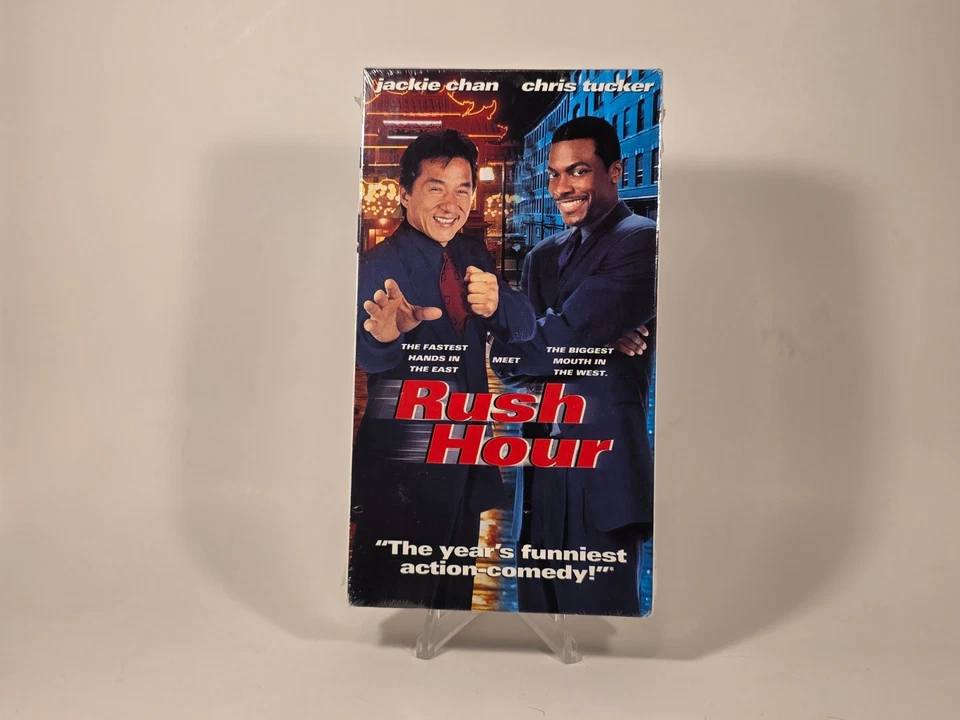 jackie chan chris tucker
THE FASTEST
HANDS IN
THE EAST
MEET
THE BIGGEST
MOUTH IN
THE WEST.
Rush
Hour
"The year's funniest
action-comedy!"*